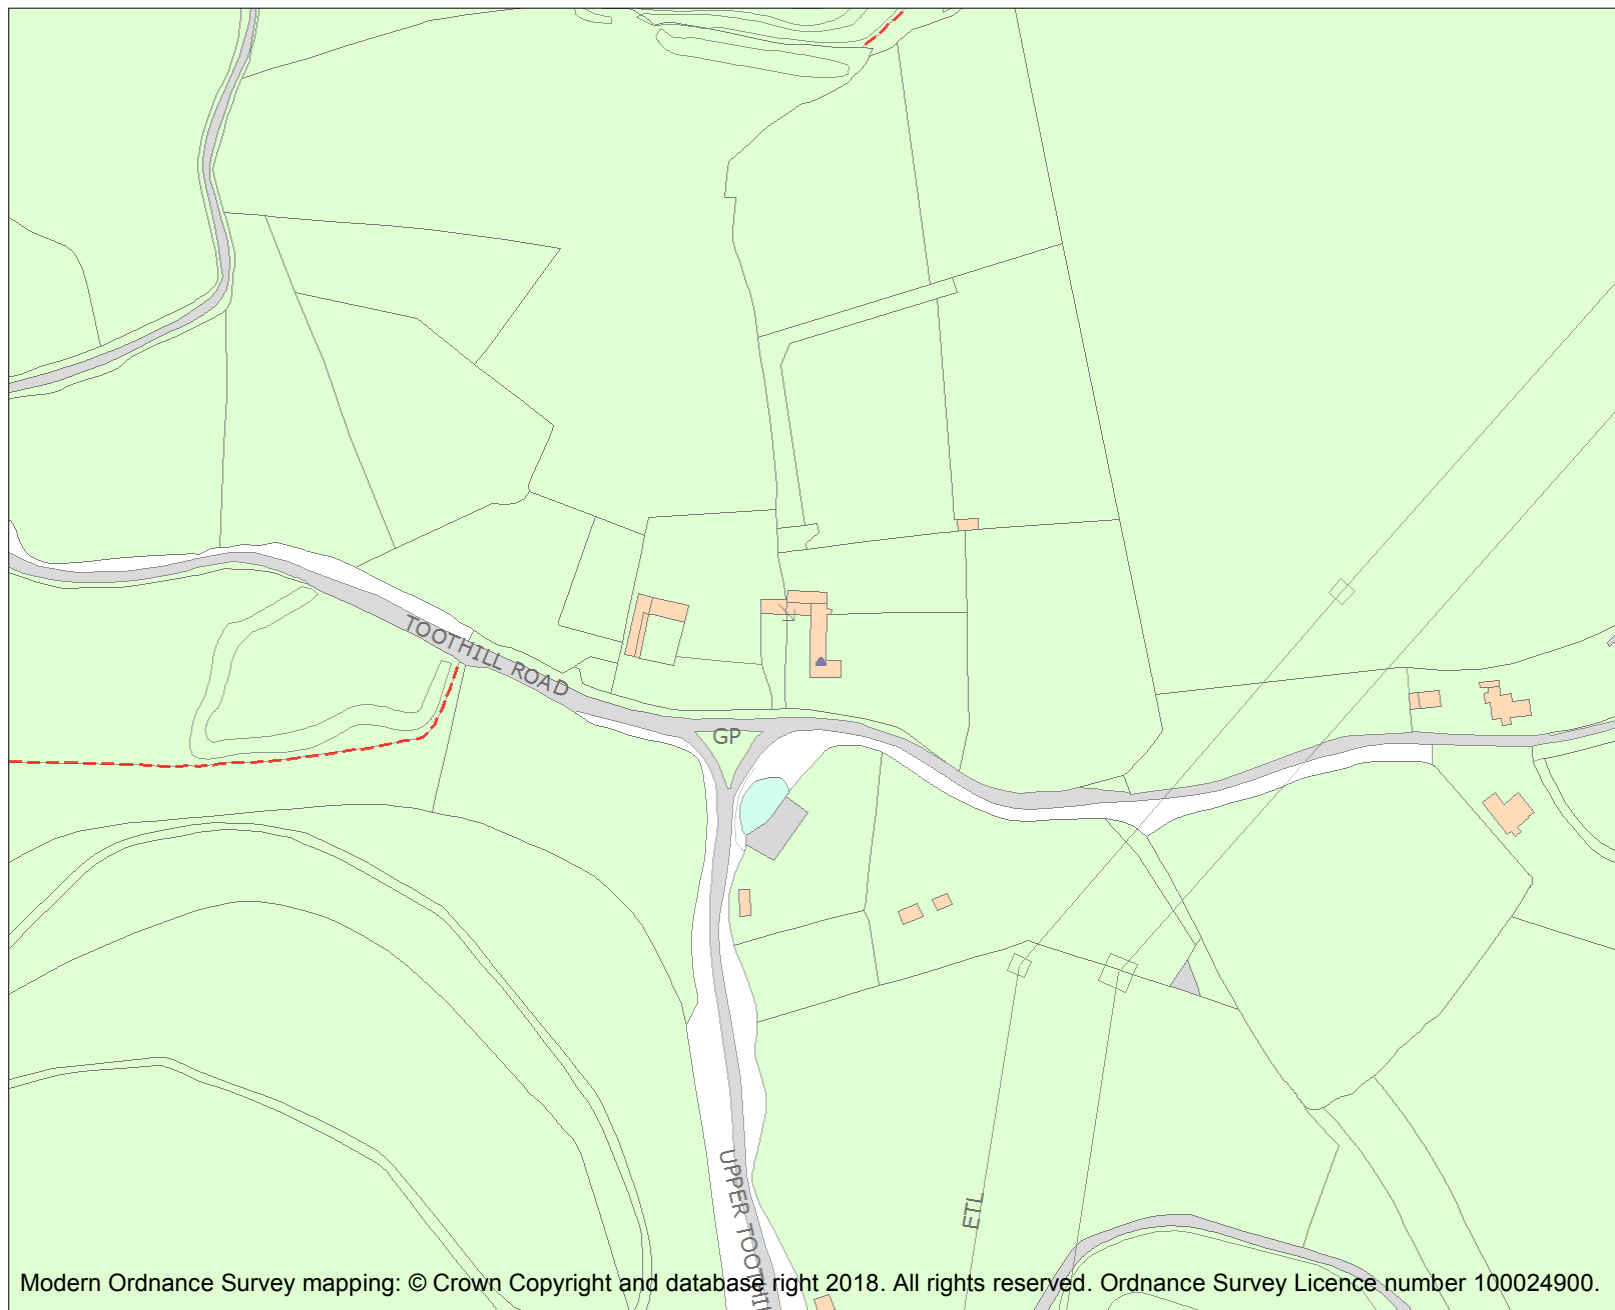 TOOTHILL ROAD
GP
UPPER TOOTHIL
ETL
Modern Ordnance Survey mapping: © Crown Copyright and database right 2018. All rights reserved. Ordnance Survey Licence number 100024900.